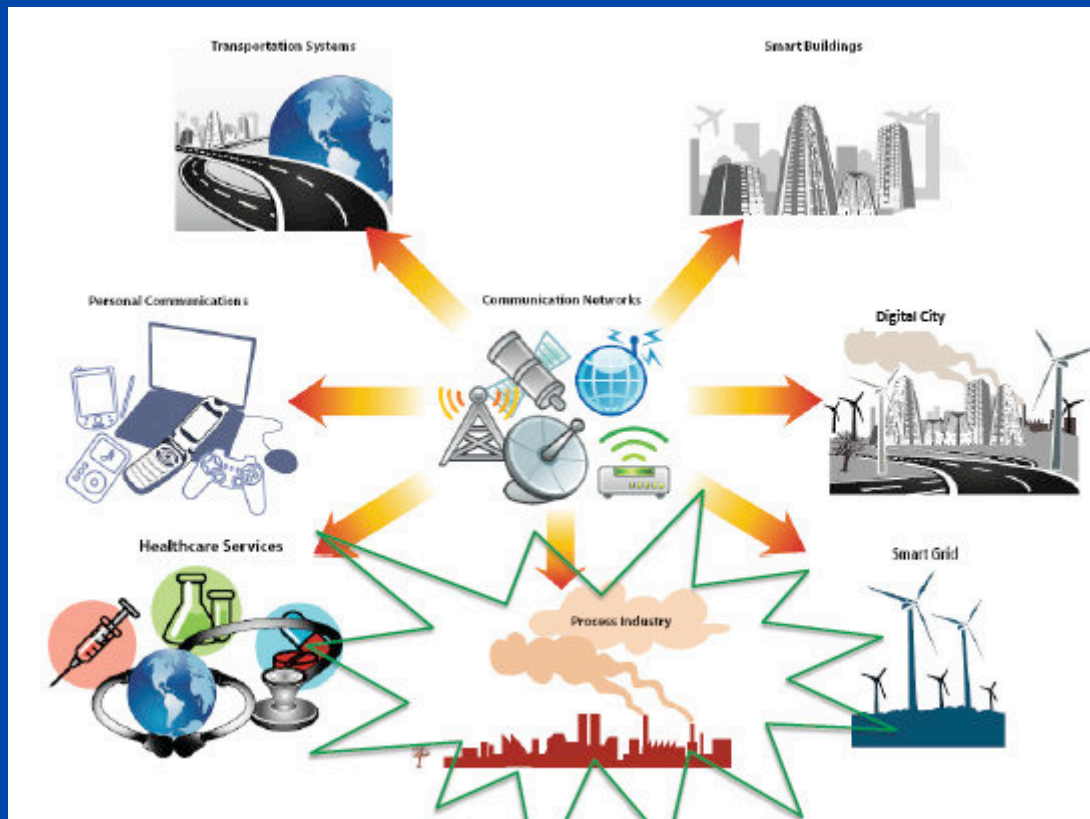 Transportation Systems
Smart Buildings
Personal Communications
Communication Networks
Digital City
Healthcare Services
Smart Grid
Process Industry